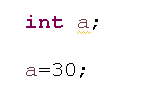 int a;
a=30;